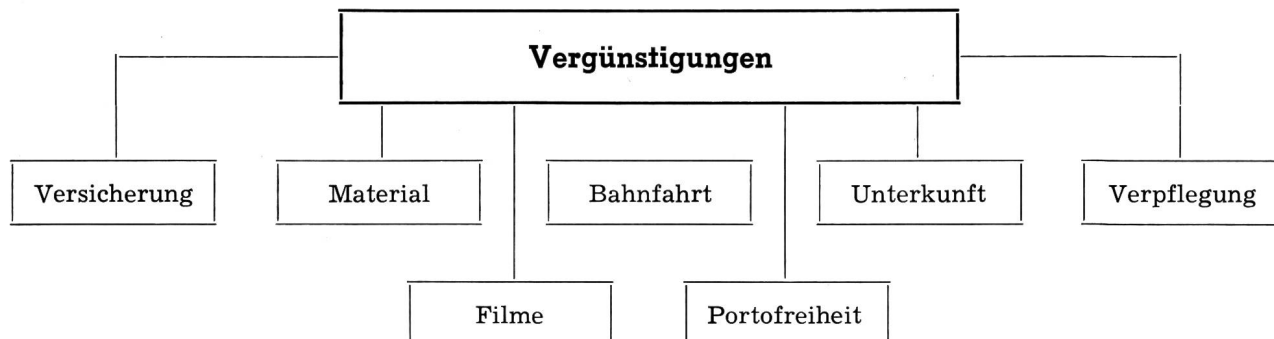 Vergünstigungen
Versicherung
Material
Bahnfahrt
Unterkunft
Verpflegung
Filme
Portofreiheit